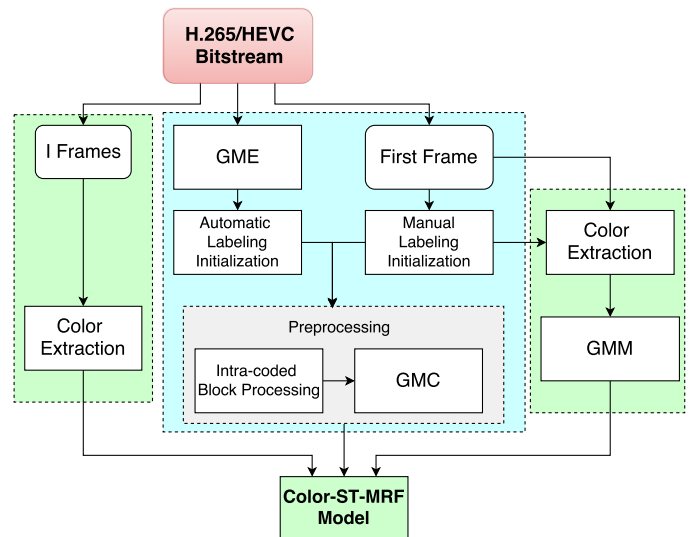 H.265/HEVC
Bitstream
I Frames
GME
First Frame
Automatic
Labeling
Initialization
Manual
Labeling
Initialization
Color
Extraction
Color
Extraction
Preprocessing
Intra-coded
Block Processing
GMC
GMM
Color-ST-MRF
Model